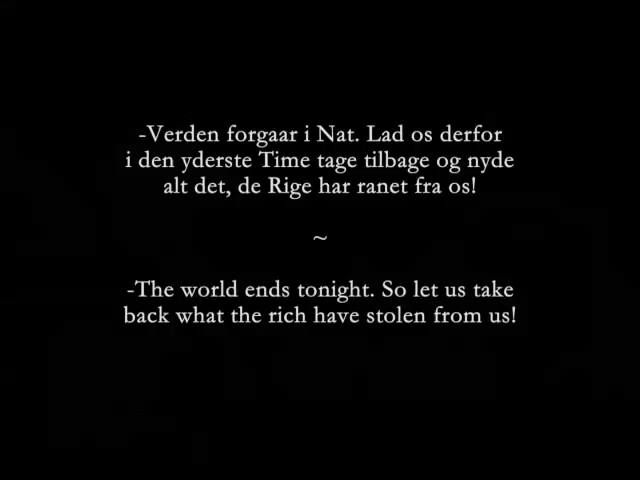 -Verden forgaar i Nat. Lad os derfor
i den yderste Time tage tilbage og nyde
alt det, de Rige har ranet fra os!
~
-The world ends tonight. So let us take
back what the rich have stolen from us!